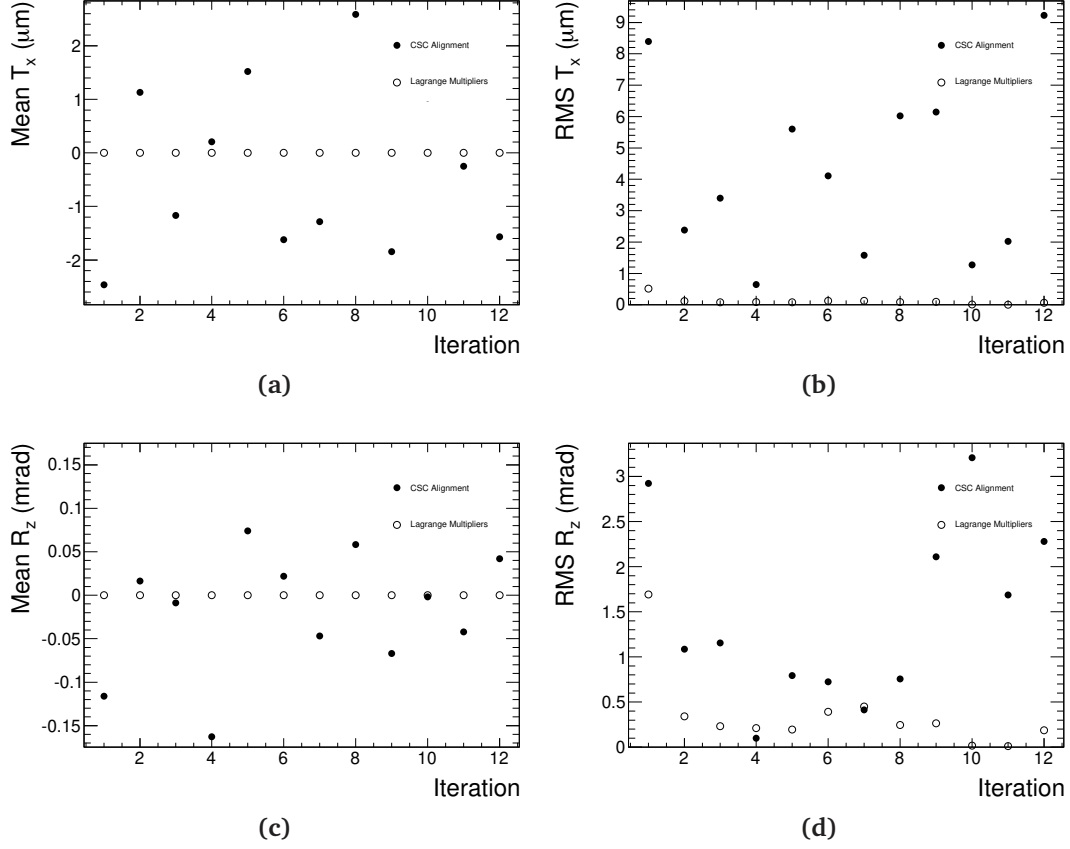 Mean T_x (μm)
2
1
0
-1
-2
CSC Alignment
Lagrange Multipliers
2 4 6 8 10 12
Iteration
(a)
RMS T_x (μm)
9
8
7
6
5
4
3
2
1
0
CSC Alignment
Lagrange Multipliers
2 4 6 8 10 12
Iteration
(b)
Mean R_z (mrad)
0.15
0.1
0.05
0
-0.05
-0.1
-0.15
CSC Alignment
Lagrange Multipliers
2 4 6 8 10 12
Iteration
(c)
RMS R_z (mrad)
3
2.5
2
1.5
1
0.5
0
CSC Alignment
Lagrange Multipliers
2 4 6 8 10 12
Iteration
(d)